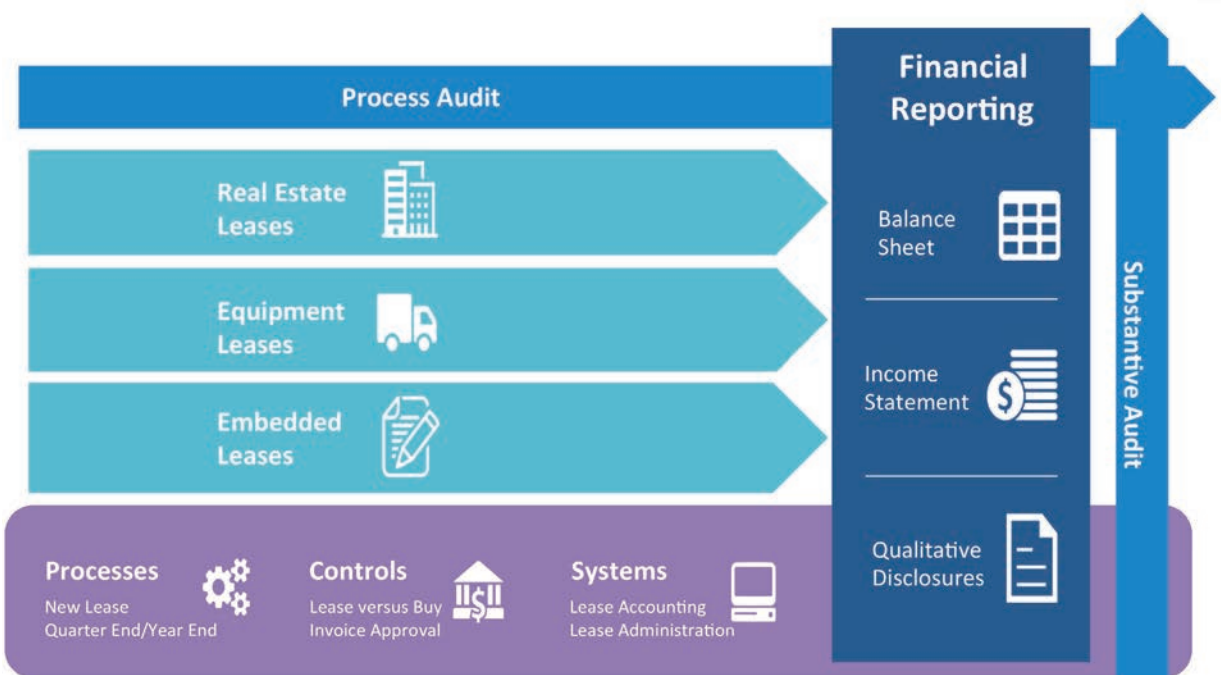 Process Audit
Financial
Reporting
Real Estate
Leases
Equipment
Leases
Embedded
Leases
Balance
Sheet
Income
Statement
$
Qualitative
Disclosures
Substantive Audit
Processes
New Lease
Quarter End/Year End
Controls
Lease versus Buy
Invoice Approval
$
Systems
Lease Accounting
Lease Administration